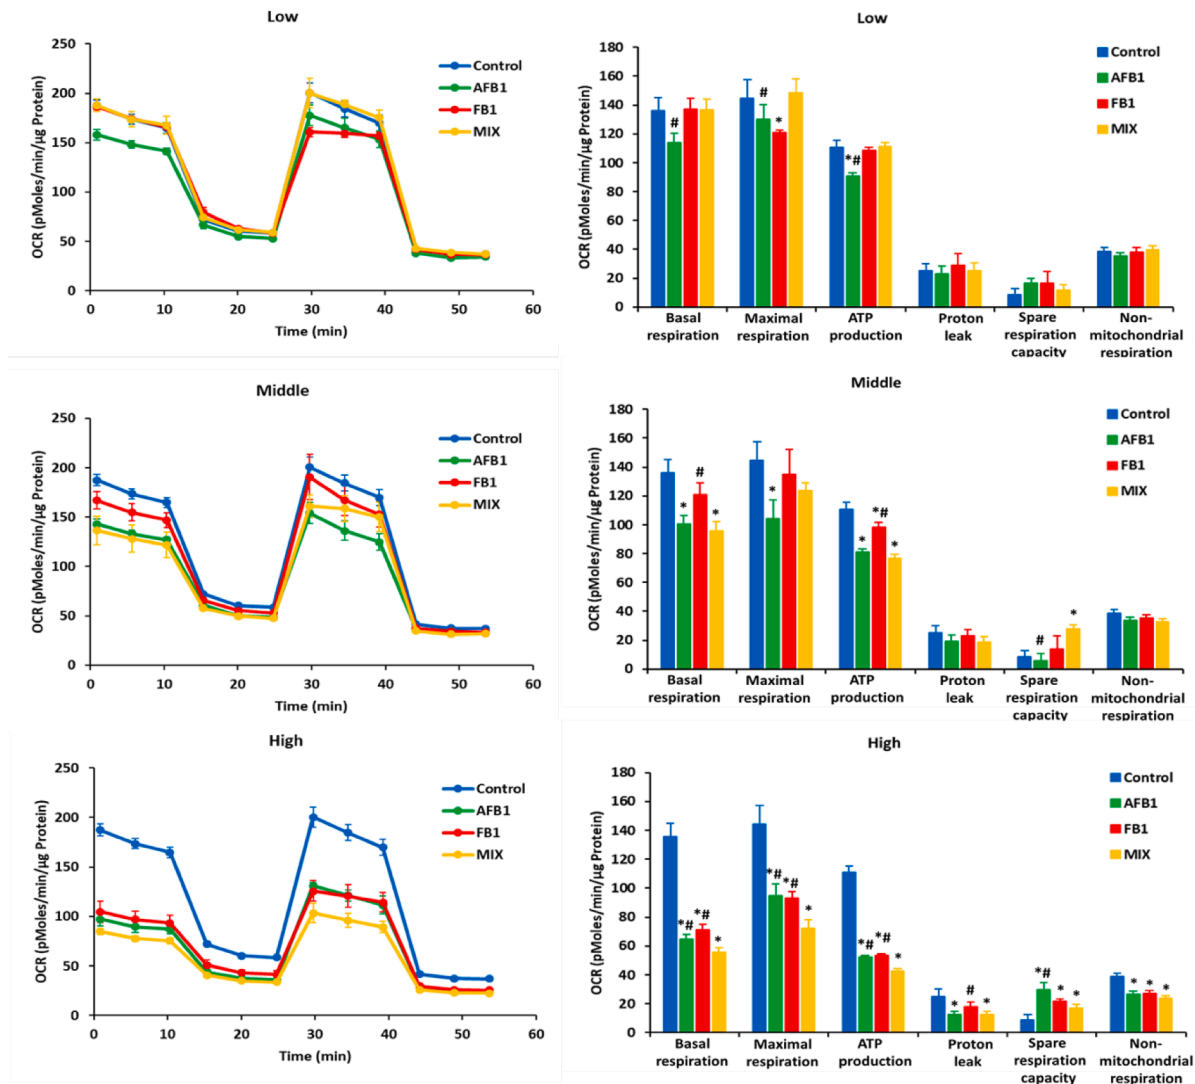 Low
OCR (pMoles/min/µg Protein)
250
200
150
100
50
0
0 10 20 30 40 50 60
Time (min)
Control
AFB1
FB1
MIX
Low
OCR (pMoles/min/µg Protein)
180
160
140
120
100
80
60
40
20
0
#
#
*
*#
Basal respiration
Maximal respiration
ATP production
Proton leak
Spare respiration capacity
Non-mitochondrial respiration
Control
AFB1
FB1
MIX
Middle
OCR (pMoles/min/µg Protein)
250
200
150
100
50
0
0 10 20 30 40 50 60
Time (min)
Control
AFB1
FB1
MIX
Middle
OCR (pMoles/min/µg Protein)
180
160
140
120
100
80
60
40
20
0
*
#
*
*
*
*#
*
#
*
Basal respiration
Maximal respiration
ATP production
Proton leak
Spare respiration capacity
Non-mitochondrial respiration
Control
AFB1
FB1
MIX
High
OCR (pMoles/min/µg Protein)
250
200
150
100
50
0
0 10 20 30 40 50 60
Time (min)
Control
AFB1
FB1
MIX
High
OCR (pMoles/min/µg Protein)
180
160
140
120
100
80
60
40
20
0
*# *# *
*# *# *
*# *# *
* # *
*# * *
* * *
Basal respiration
Maximal respiration
ATP production
Proton leak
Spare respiration capacity
Non-mitochondrial respiration
Control
AFB1
FB1
MIX